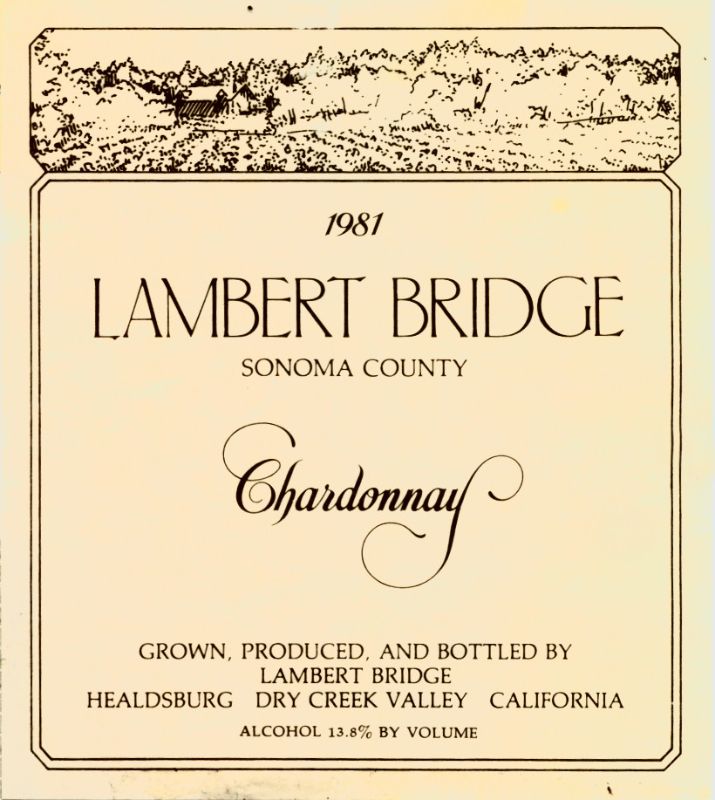 1981
LAMBERT BRIDGE
SONOMA COUNTY
Chardonnay
GROWN, PRODUCED, AND BOTTLED BY
LAMBERT BRIDGE
HEALDSBURG DRY CREEK VALLEY CALIFORNIA
ALCOHOL 13.8% BY VOLUME